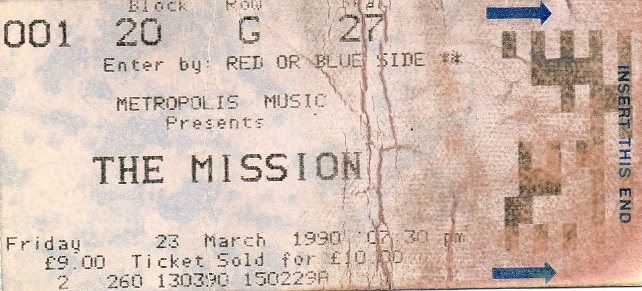 Block Row
001 20 G 27
Enter by: RED OR BLUE SIDE **
METROPOLIS MUSIC
Presents
THE MISSION
Friday 23 March 1990 07.30 pm
£9.00 Ticket Sold for £10.00
2 260 130390 150229A
INSERT THIS END